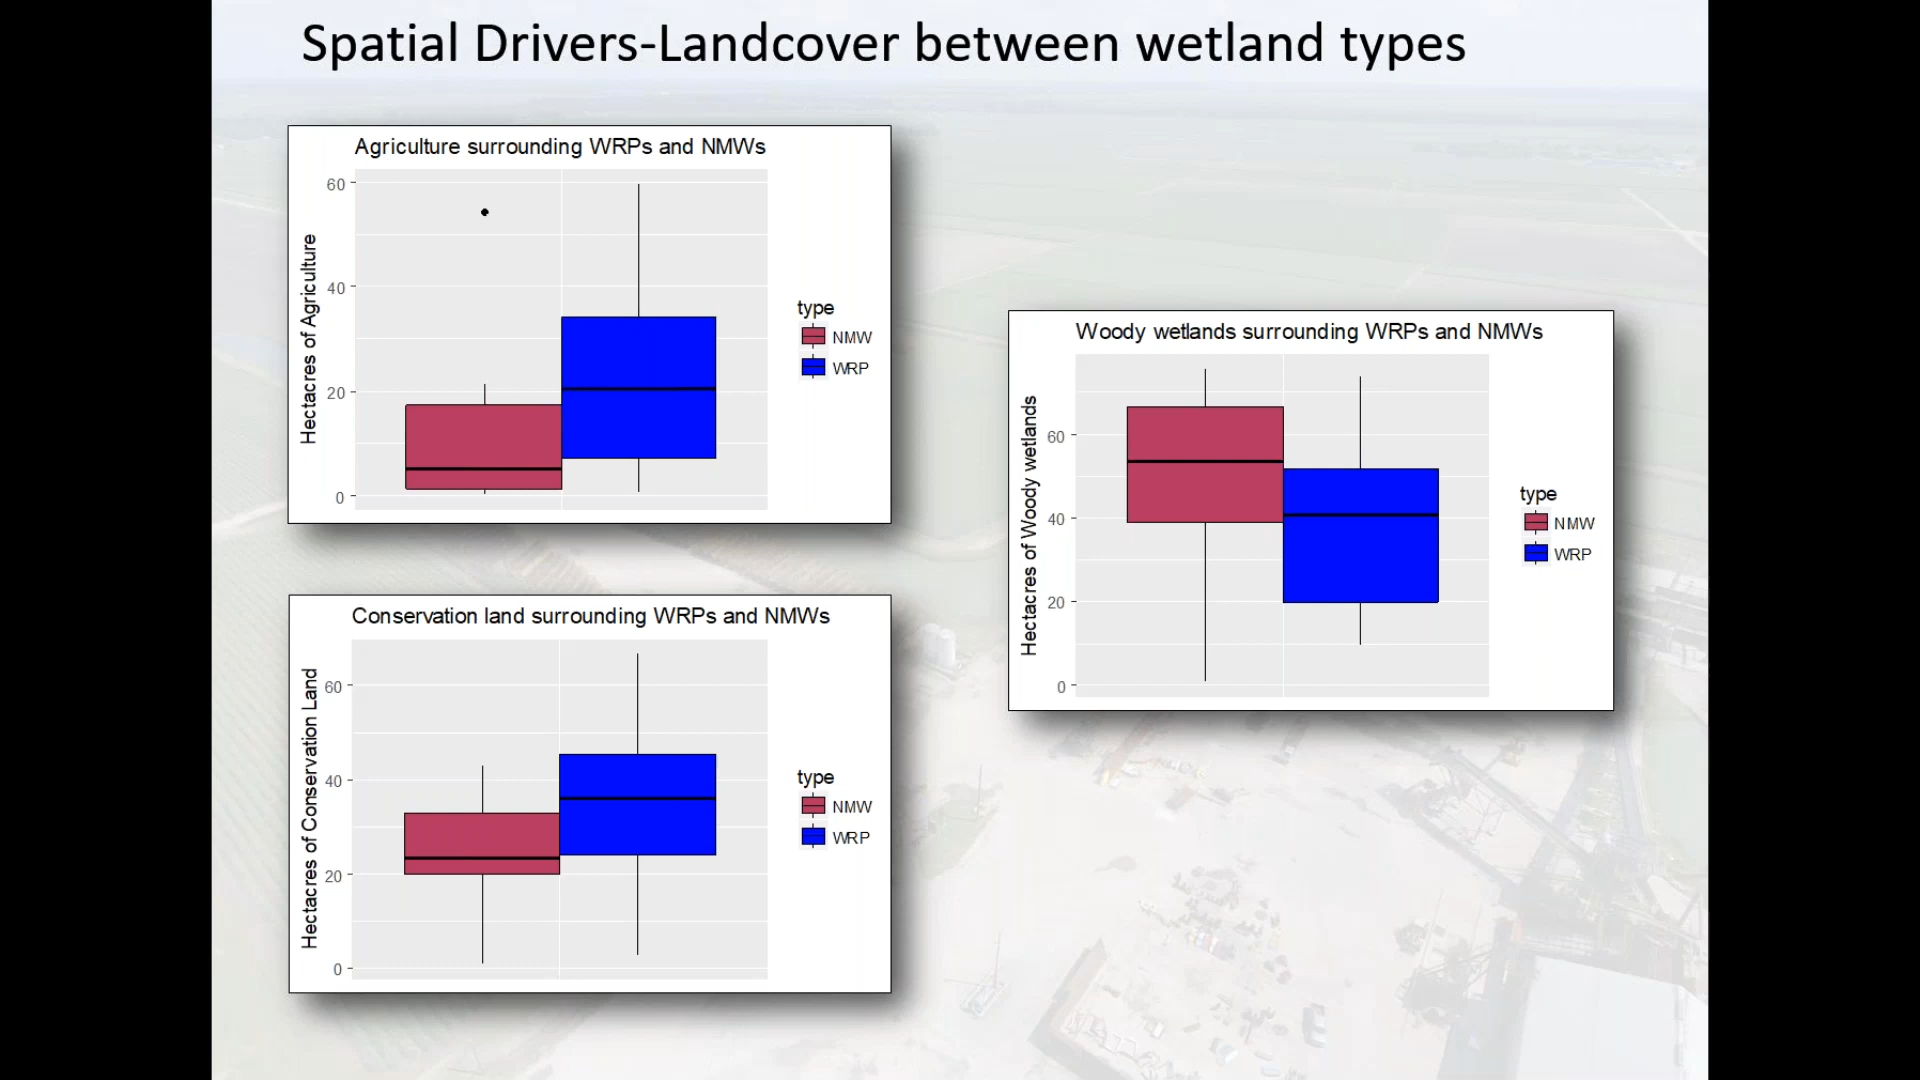 Spatial Drivers-Landcover between wetland types
Agriculture surrounding WRPs and NMWs
Hectacres of Agriculture
60
40
20
0
type
NMW
WRP
Conservation land surrounding WRPs and NMWs
Hectacres of Conservation Land
60
40
20
0
type
NMW
WRP
Woody wetlands surrounding WRPs and NMWs
Hectacres of Woody wetlands
60
40
20
0
type
NMW
WRP